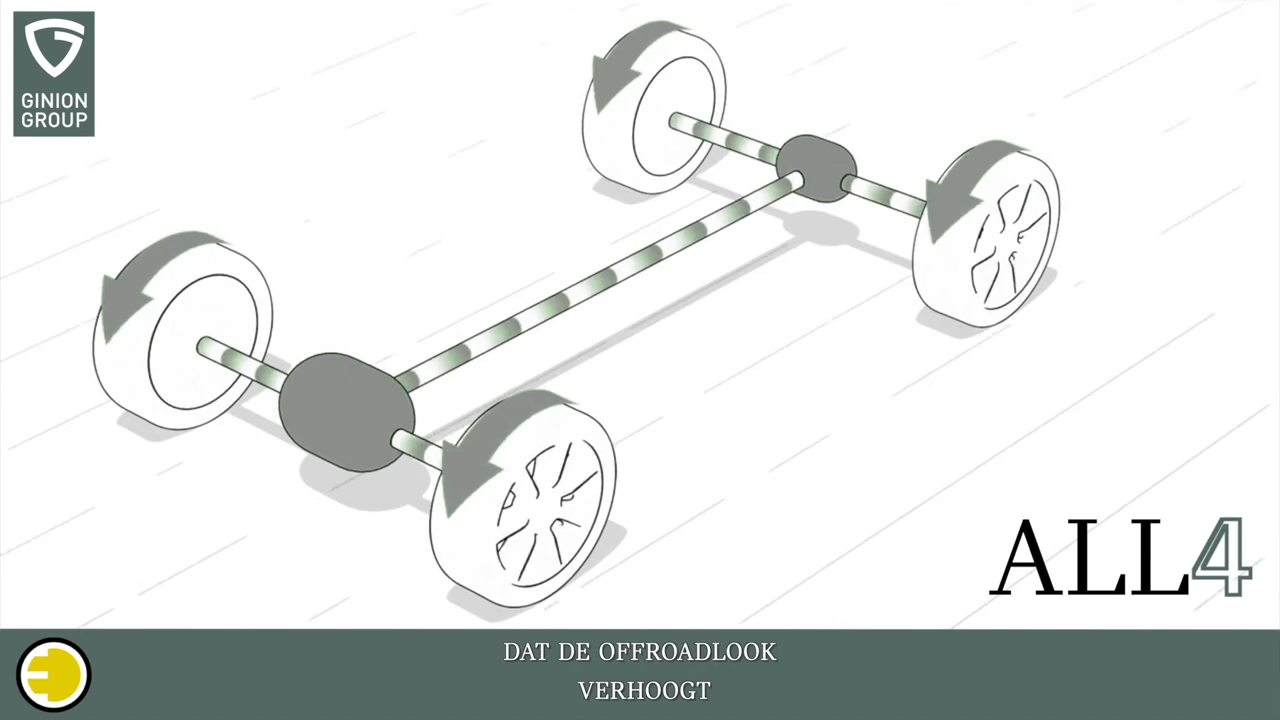 GINION
GROUP
ALL4
DAT DE OFFROADLOOK
VERHOOGT